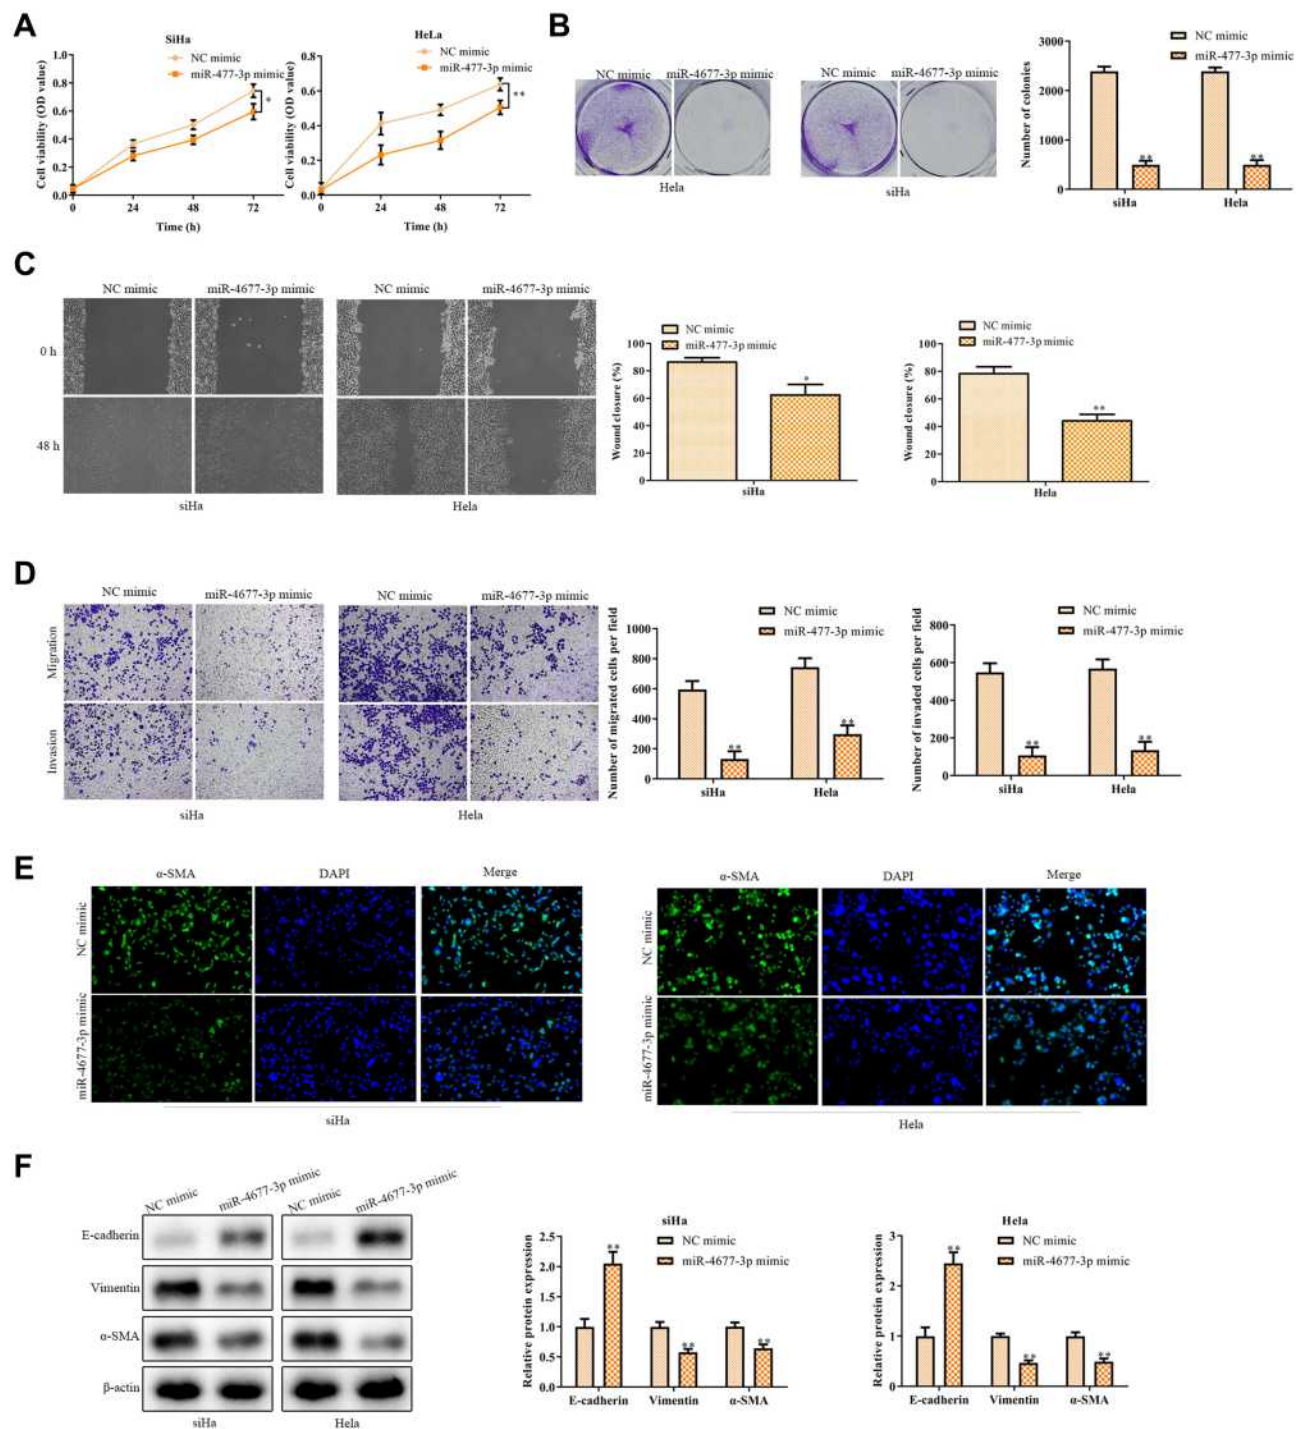 A
SiHa
NC mimic
miR-477-3p mimic
Cell viability (OD value)
1.0
0.8
0.6
0.4
0.2
0.0
*
0 24 48 72
Time (h)
HeLa
NC mimic
miR-477-3p mimic
Cell viability (OD value)
0.8
0.6
0.4
0.2
0.0
**
0 24 48 72
Time (h)
B
NC mimic miR-4677-3p mimic
Hela
NC mimic miR-4677-3p mimic
siHa
NC mimic
miR-477-3p mimic
Number of colonies
3000
2000
1000
0
** **
siHa Hela
C
NC mimic miR-4677-3p mimic
NC mimic miR-4677-3p mimic
0 h
48 h
siHa
Hela
NC mimic
miR-477-3p mimic
Wound closure (%)
100
80
60
40
20
0
*
siHa
NC mimic
miR-477-3p mimic
Wound closure (%)
100
80
60
40
20
0
**
Hela
D
NC mimic miR-4677-3p mimic
NC mimic miR-4677-3p mimic
Migration
Invasion
siHa
Hela
NC mimic
miR-477-3p mimic
Number of migrated cells per field
1000
800
600
400
200
0
** **
siHa Hela
NC mimic
miR-477-3p mimic
Number of invaded cells per field
800
600
400
200
0
** **
siHa Hela
E
α-SMA DAPI Merge
NC mimic
miR-4677-3p mimic
siHa
α-SMA DAPI Merge
NC mimic
miR-4677-3p mimic
Hela
F
NC mimic miR-4677-3p mimic NC mimic miR-4677-3p mimic
E-cadherin
Vimentin
α-SMA
β-actin
siHa Hela
siHa
NC mimic
miR-4677-3p mimic
Relative protein expression
2.5
2.0
1.5
1.0
0.5
0.0
** ** **
E-cadherin Vimentin α-SMA
Hela
NC mimic
miR-4677-3p mimic
Relative protein expression
3
2
1
0
** ** **
E-cadherin Vimentin α-SMA